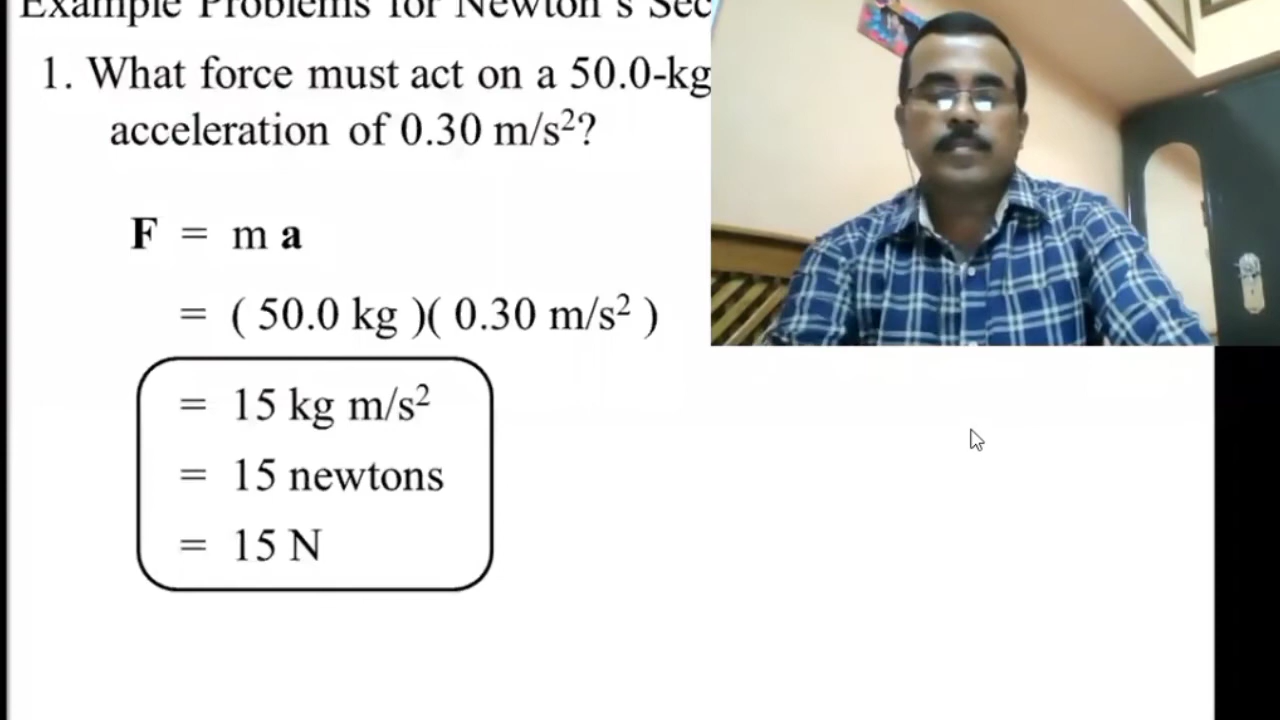 Example Problems for Newton's Sec
1. What force must act on a 50.0-kg
acceleration of 0.30 m/s²?
F = m a
= ( 50.0 kg )( 0.30 m/s² )
= 15 kg m/s²
= 15 newtons
= 15 N